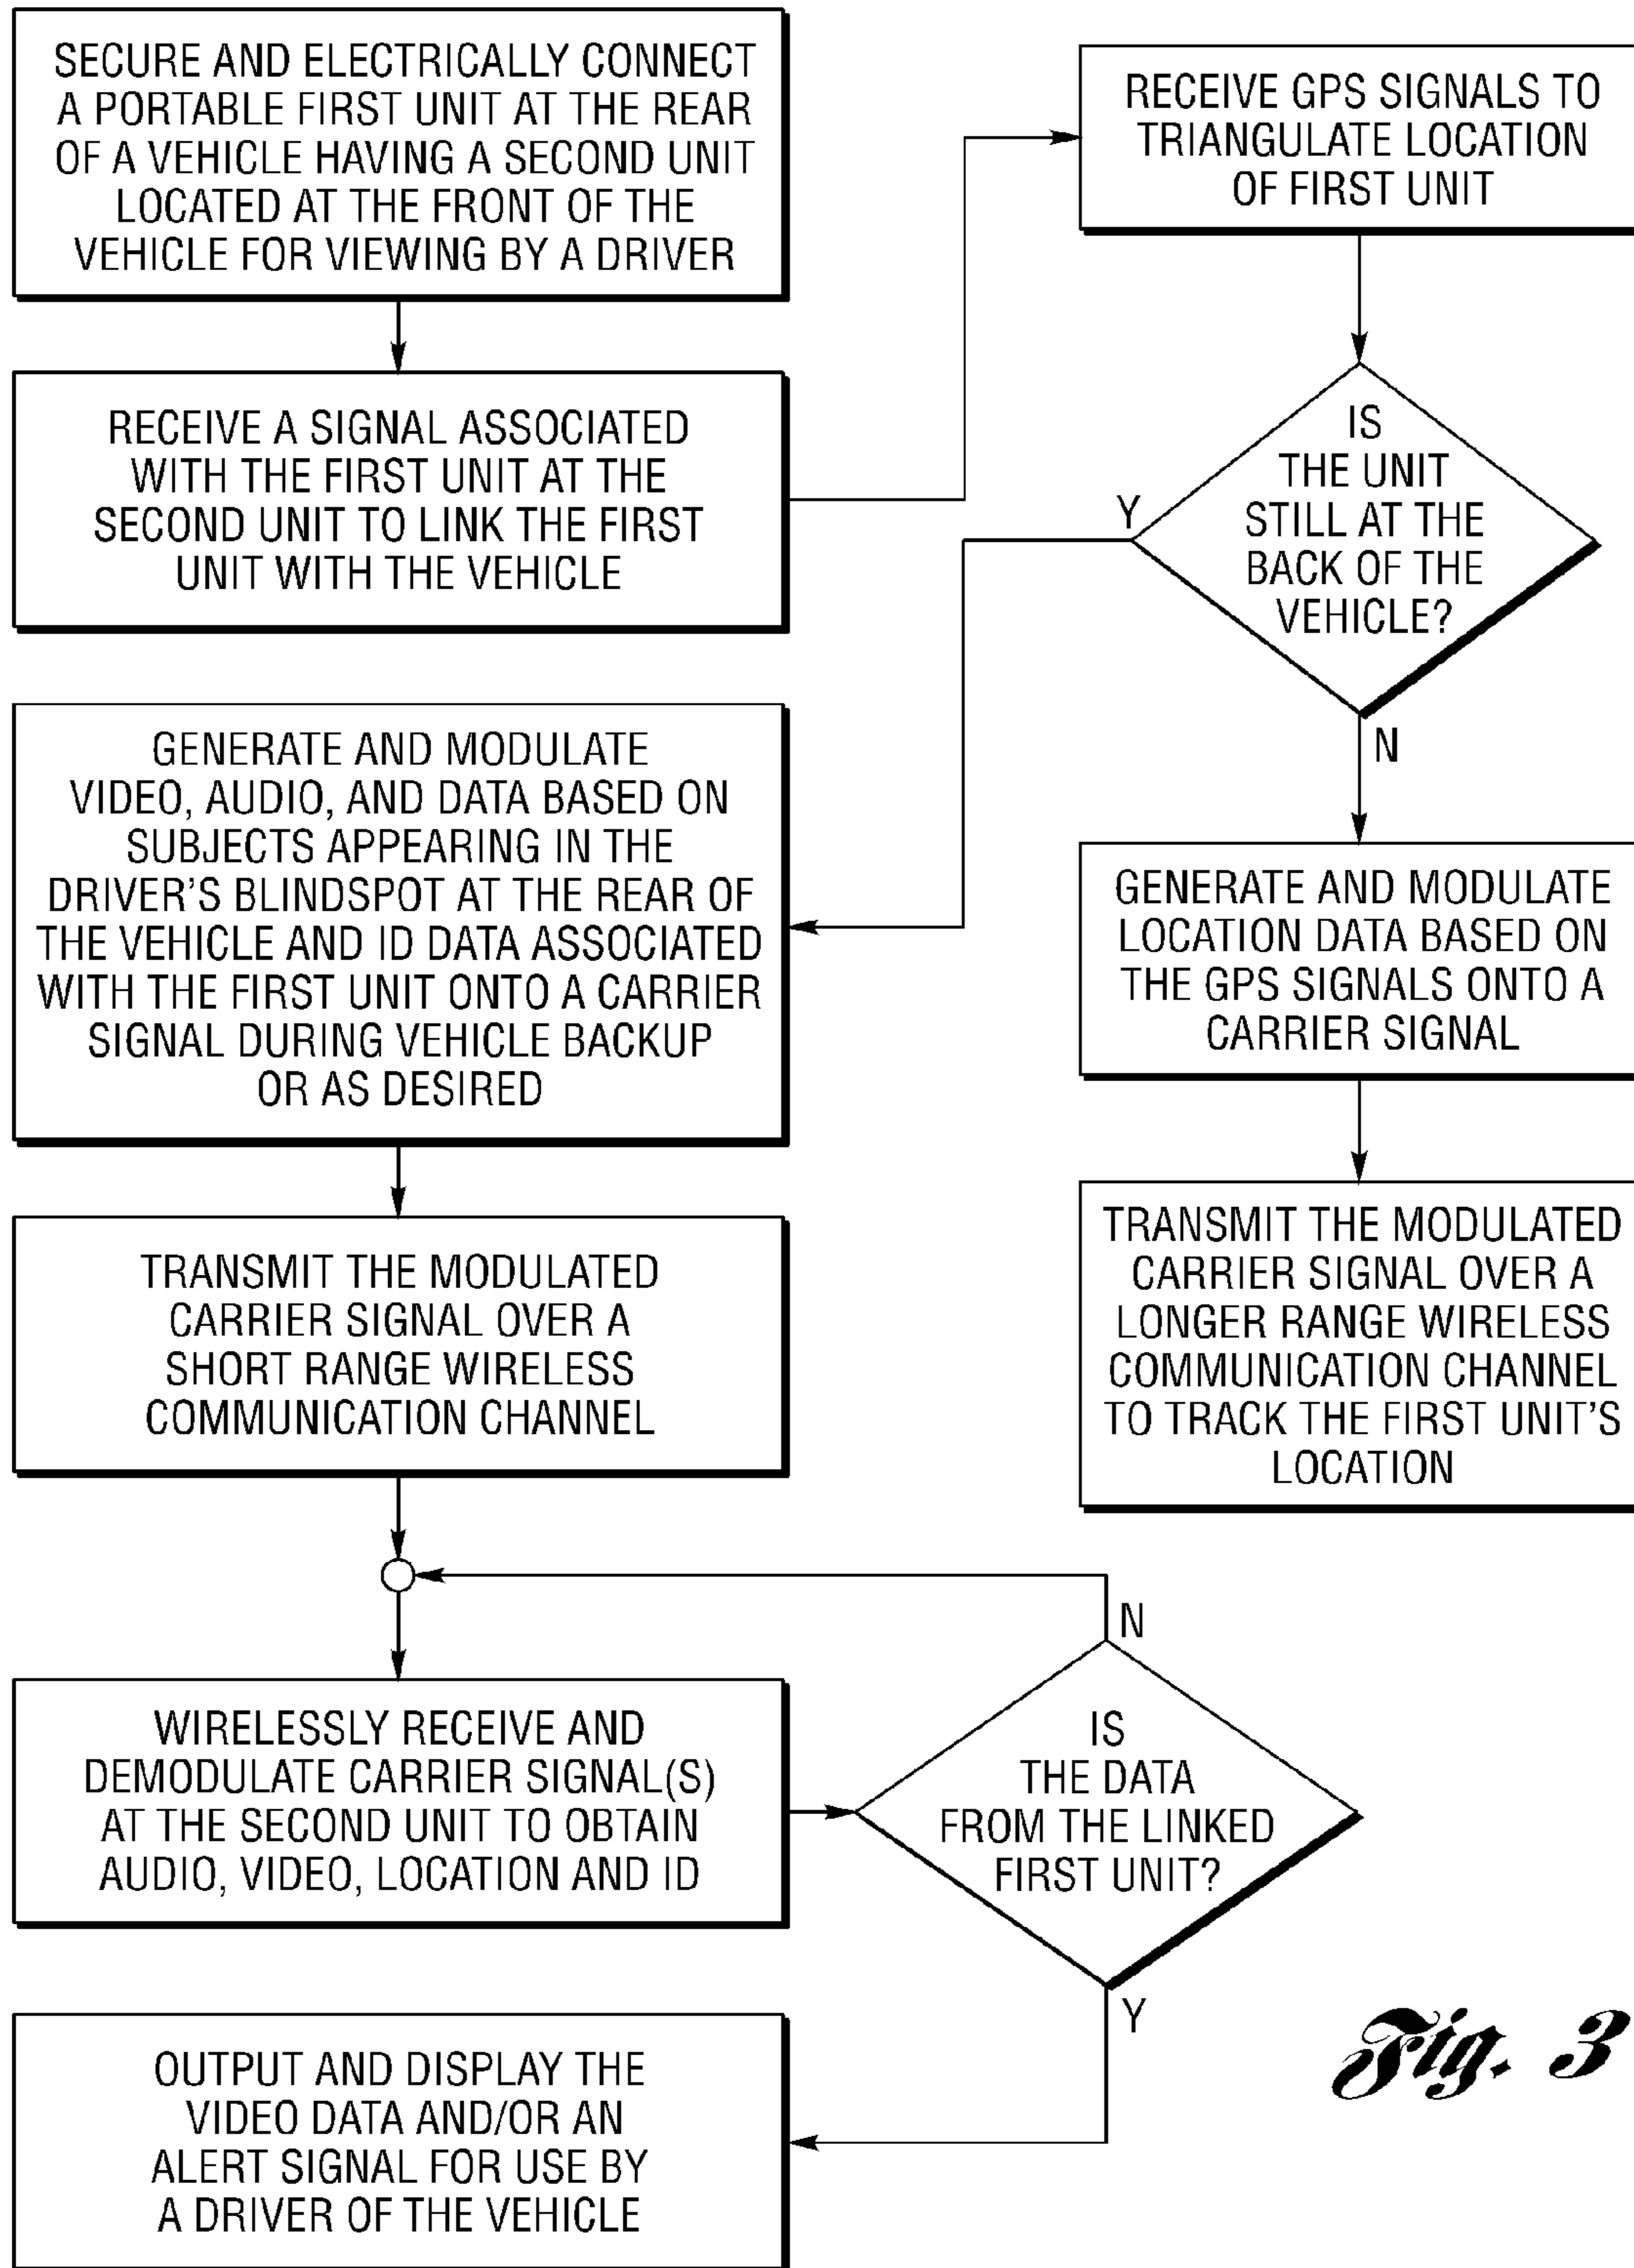 SECURE AND ELECTRICALLY CONNECT
A PORTABLE FIRST UNIT AT THE REAR
OF A VEHICLE HAVING A SECOND UNIT
LOCATED AT THE FRONT OF THE
VEHICLE FOR VIEWING BY A DRIVER
RECEIVE A SIGNAL ASSOCIATED
WITH THE FIRST UNIT AT THE
SECOND UNIT TO LINK THE FIRST
UNIT WITH THE VEHICLE
RECEIVE GPS SIGNALS TO
TRIANGULATE LOCATION
OF FIRST UNIT
IS
THE UNIT
STILL AT THE
BACK OF THE
VEHICLE?
Y
N
GENERATE AND MODULATE
VIDEO, AUDIO, AND DATA BASED ON
SUBJECTS APPEARING IN THE
DRIVER'S BLINDSPOT AT THE REAR OF
THE VEHICLE AND ID DATA ASSOCIATED
WITH THE FIRST UNIT ONTO A CARRIER
SIGNAL DURING VEHICLE BACKUP
OR AS DESIRED
GENERATE AND MODULATE
LOCATION DATA BASED ON
THE GPS SIGNALS ONTO A
CARRIER SIGNAL
TRANSMIT THE MODULATED
CARRIER SIGNAL OVER A
SHORT RANGE WIRELESS
COMMUNICATION CHANNEL
TRANSMIT THE MODULATED
CARRIER SIGNAL OVER A
LONGER RANGE WIRELESS
COMMUNICATION CHANNEL
TO TRACK THE FIRST UNIT'S
LOCATION
WIRELESSLY RECEIVE AND
DEMODULATE CARRIER SIGNAL(S)
AT THE SECOND UNIT TO OBTAIN
AUDIO, VIDEO, LOCATION AND ID
N
IS
THE DATA
FROM THE LINKED
FIRST UNIT?
Y
OUTPUT AND DISPLAY THE
VIDEO DATA AND/OR AN
ALERT SIGNAL FOR USE BY
A DRIVER OF THE VEHICLE
Fig. 3